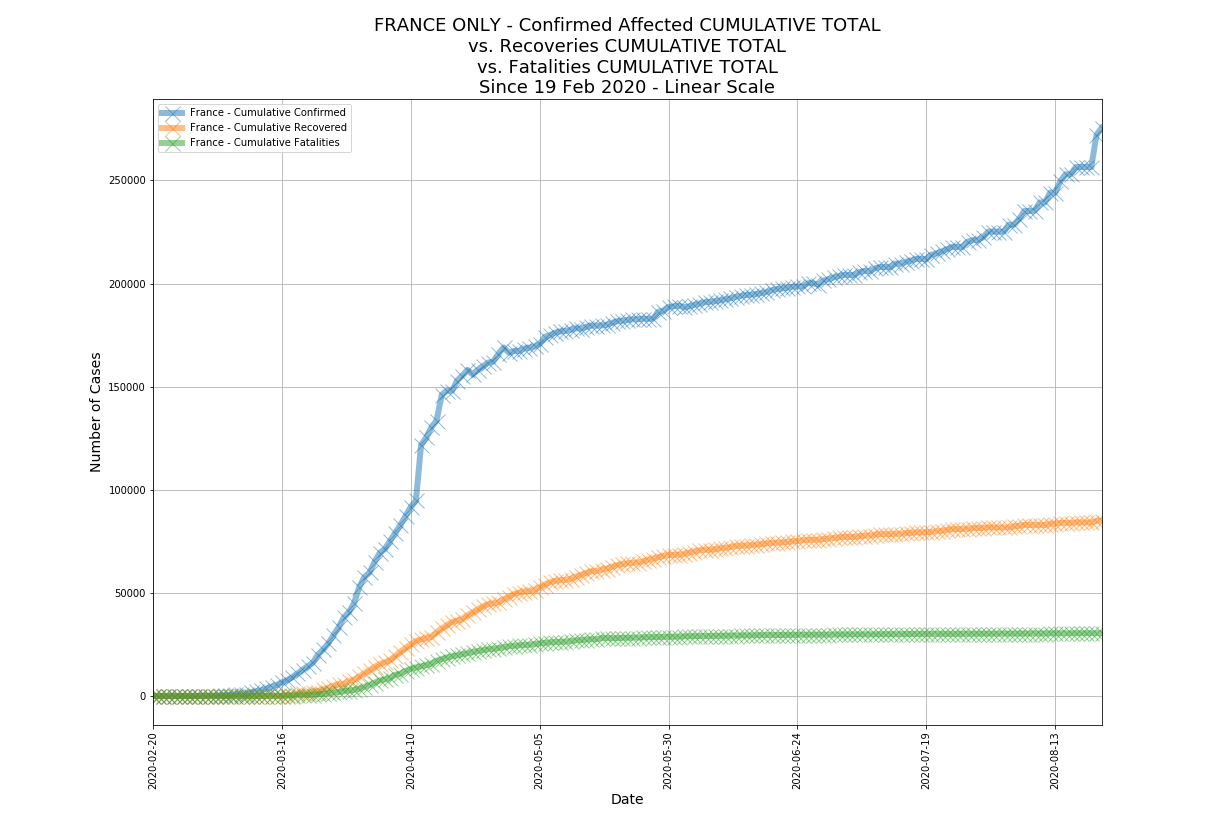 FRANCE ONLY - Confirmed Affected CUMULATIVE TOTAL
vs. Recoveries CUMULATIVE TOTAL
vs. Fatalities CUMULATIVE TOTAL
Since 19 Feb 2020 - Linear Scale
France - Cumulative Confirmed
France - Cumulative Recovered
France - Cumulative Fatalities
Number of Cases
250000
200000
150000
100000
50000
0
2020-02-20
2020-03-16
2020-04-10
2020-05-05
2020-05-30
2020-06-24
2020-07-19
2020-08-13
Date